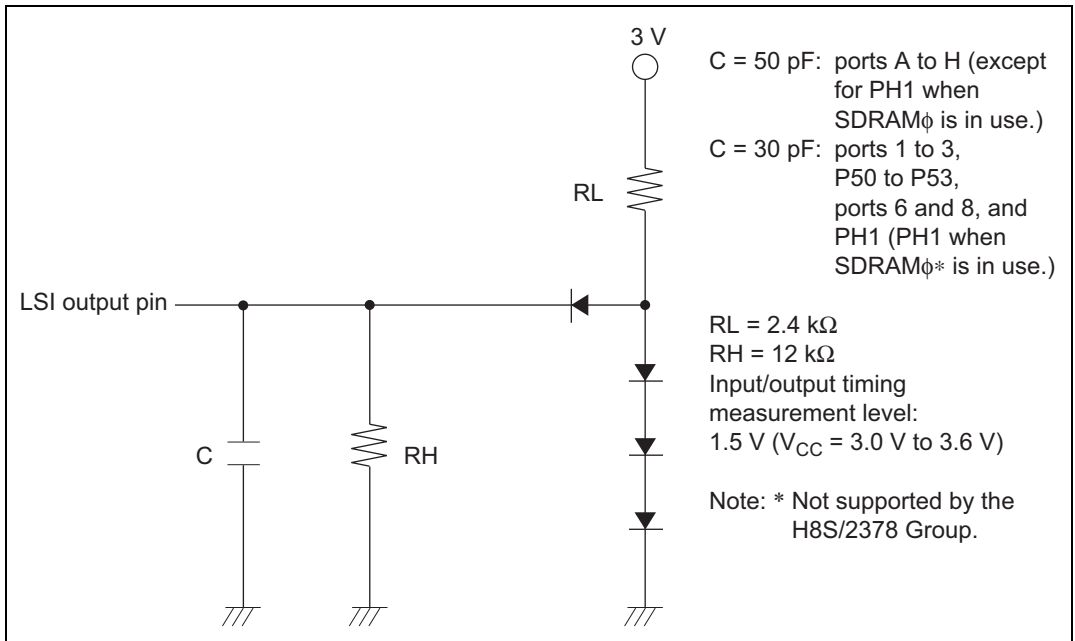 3 V
C = 50 pF: ports A to H (except
for PH1 when
SDRAMϕ is in use.)
C = 30 pF: ports 1 to 3,
P50 to P53,
ports 6 and 8, and
PH1 (PH1 when
SDRAMϕ* is in use.)
RL
LSI output pin
RL = 2.4 kΩ
RH = 12 kΩ
Input/output timing
measurement level:
1.5 V (VCC = 3.0 V to 3.6 V)
C
RH
Note: * Not supported by the
H8S/2378 Group.